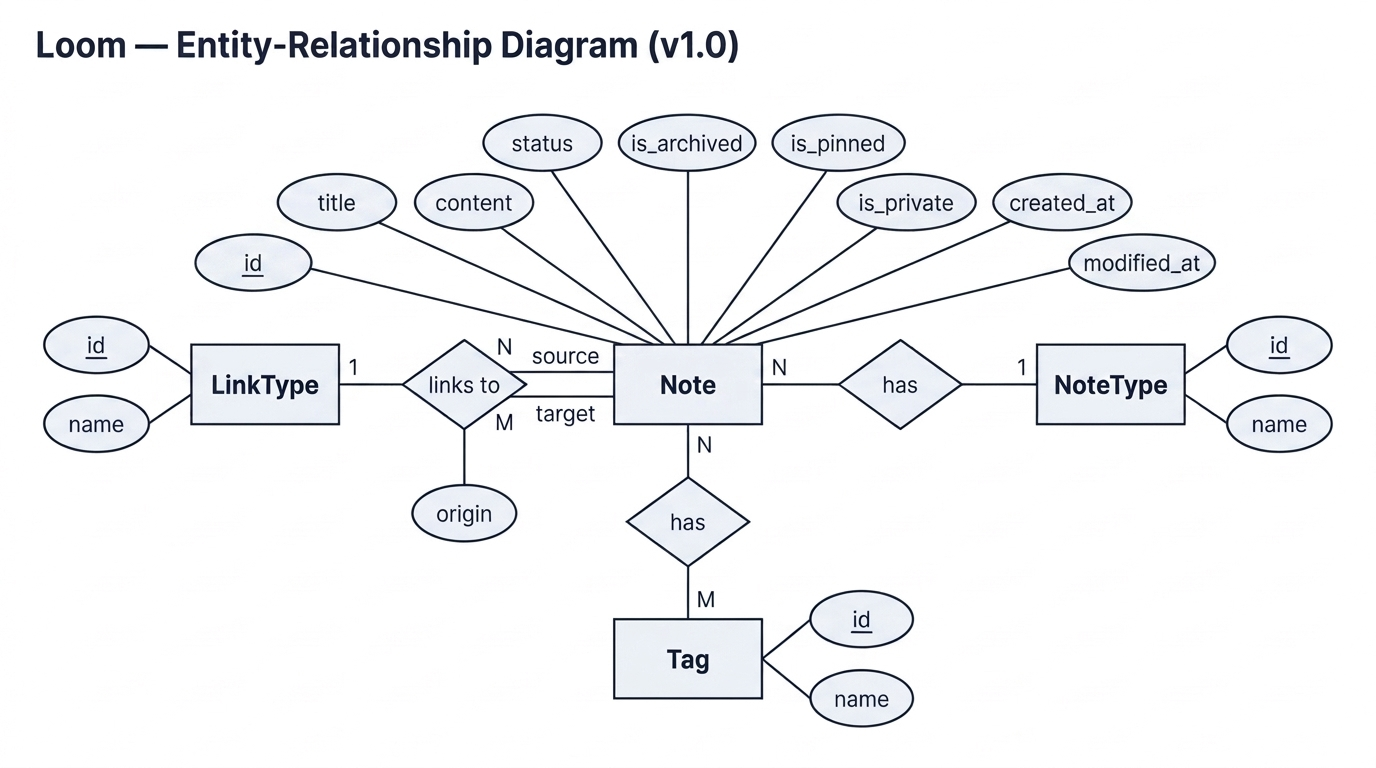 Loom — Entity-Relationship Diagram (v1.0)
status
is_archived
is_pinned
title
content
is_private
created_at
id
modified_at
id
name
LinkType
1
links to
N
source
M
target
Note
N
has
1
NoteType
id
name
origin
N
has
M
Tag
id
name